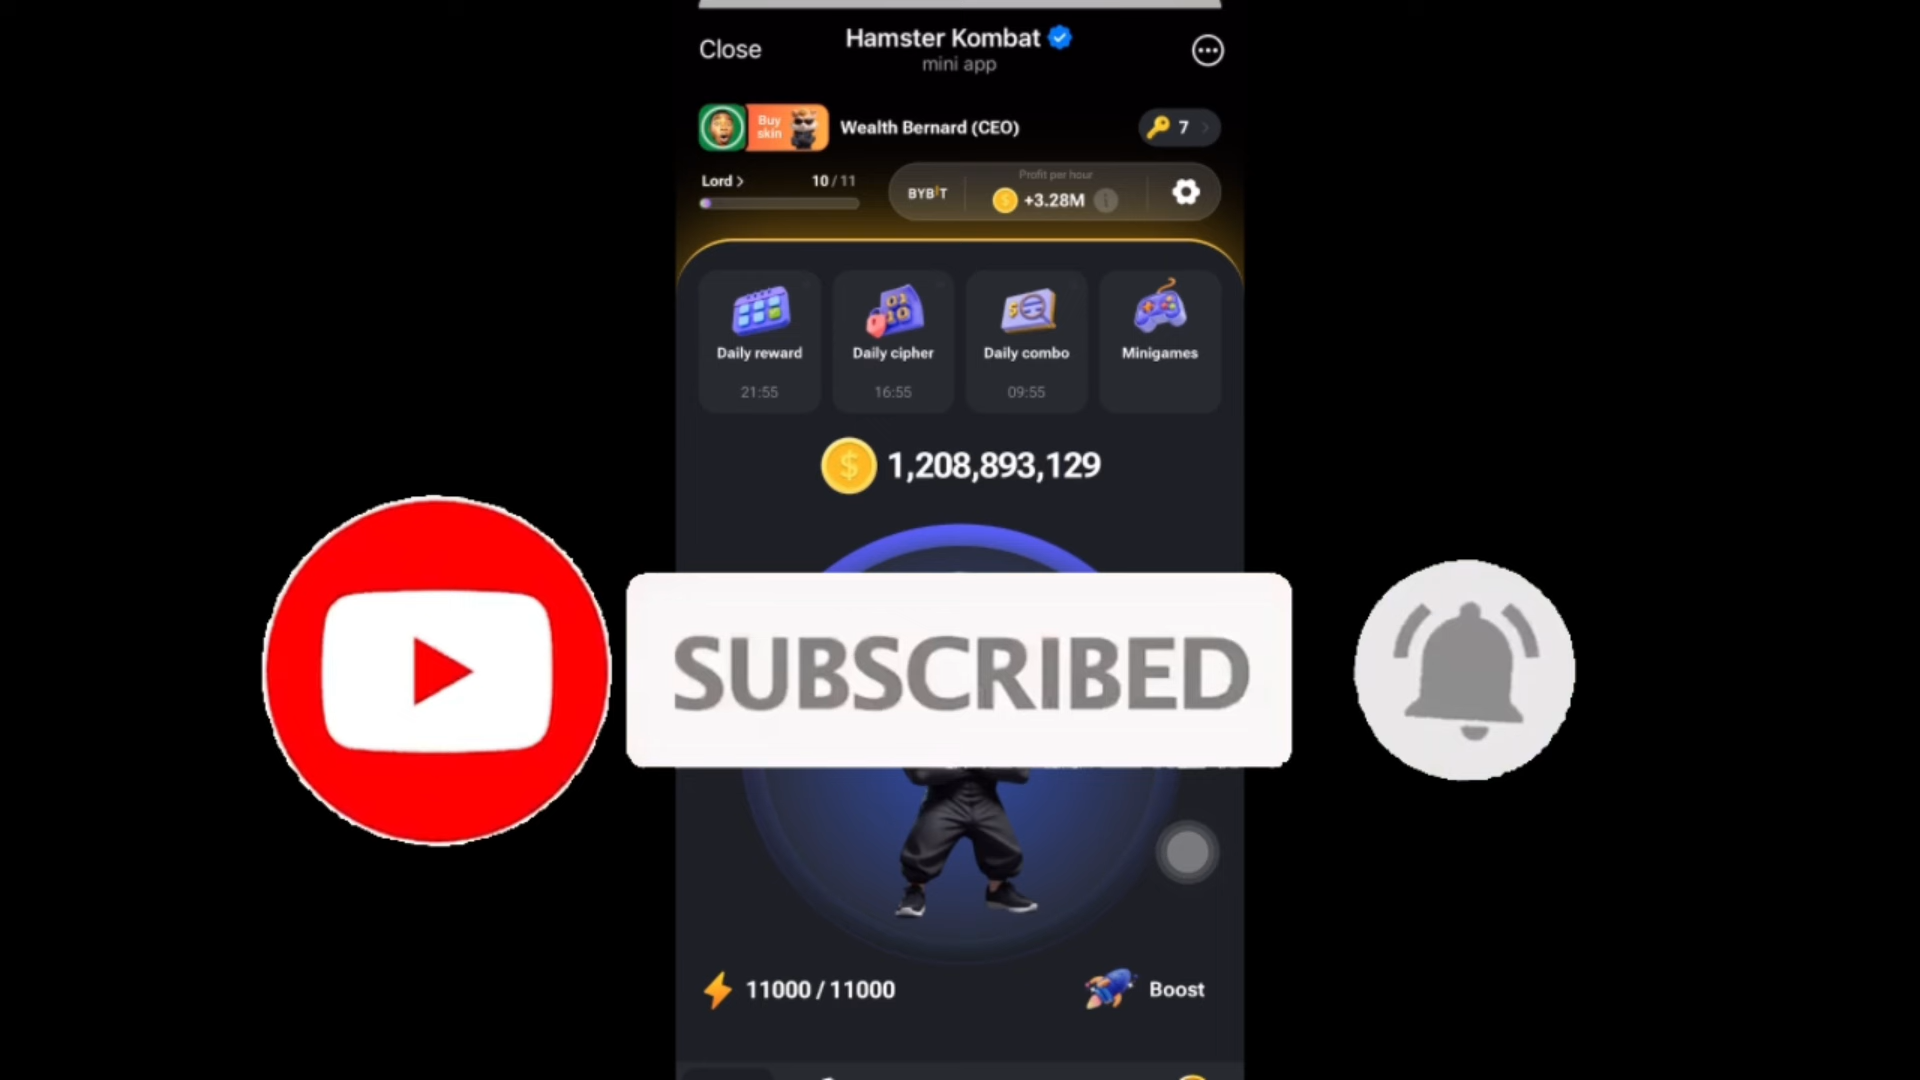 Close
Hamster Kombat
mini app
Buy
skin
Wealth Bernard (CEO)
7
Lord >
10/11
BYBIT
Profit per hour
$ +3.28M i
Daily reward
21:55
01
10
Daily cipher
16:55
$
Daily combo
09:55
Minigames
$ 1,208,893,129
SUBSCRIBED
11000 / 11000
Boost